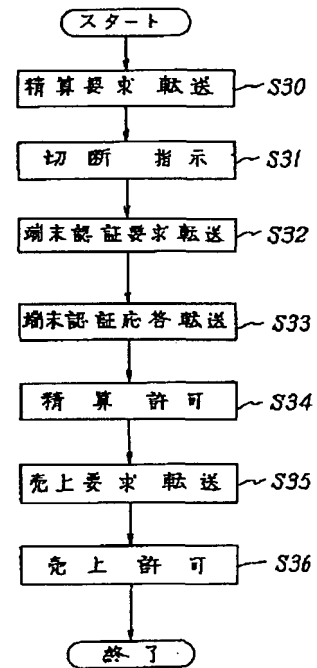 スタート
精算要求 転送 S30
切断 指示 S31
端末認証要求転送 S32
端末認証応答転送 S33
精算 許可 S34
売上要求 転送 S35
売上 許可 S36
終了